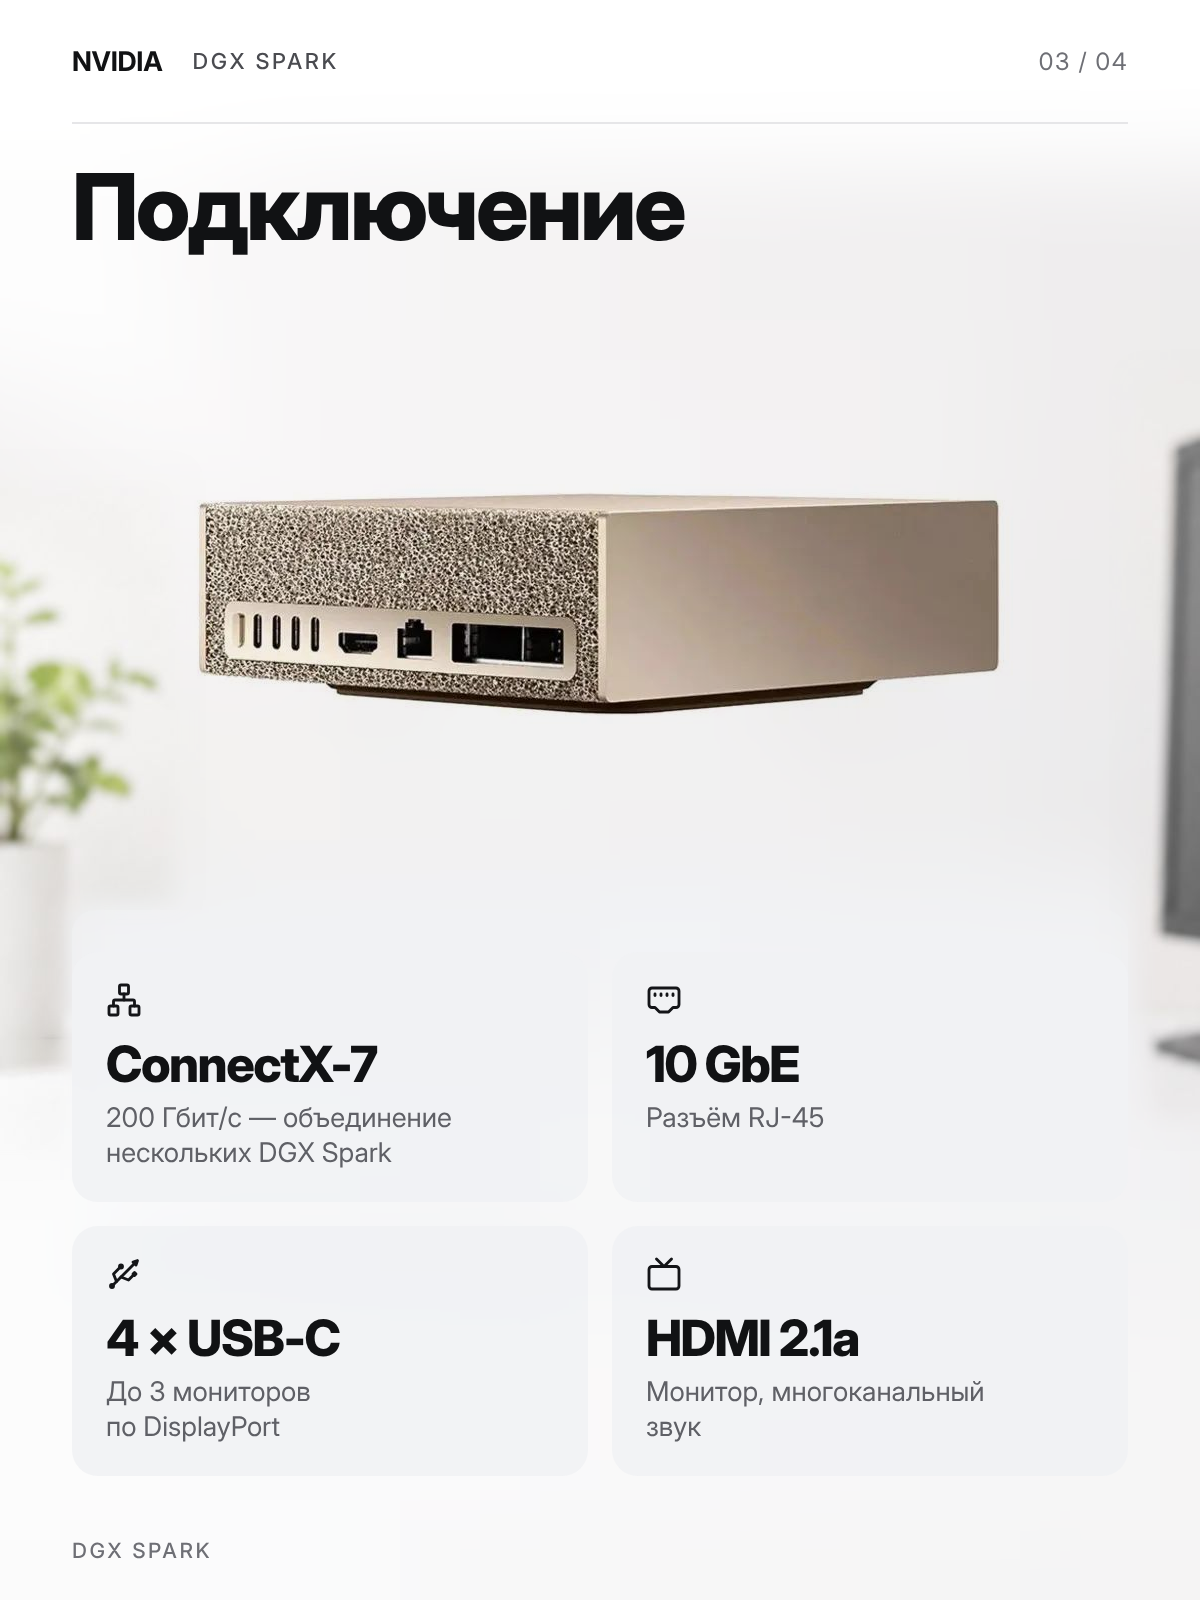 NVIDIA DGX SPARK 03 / 04
Подключение
ConnectX-7
200 Гбит/с — объединение
нескольких DGX Spark
10 GbE
Разъём RJ-45
4 × USB-C
До 3 мониторов
по DisplayPort
HDMI 2.1a
Монитор, многоканальный
звук
DGX SPARK